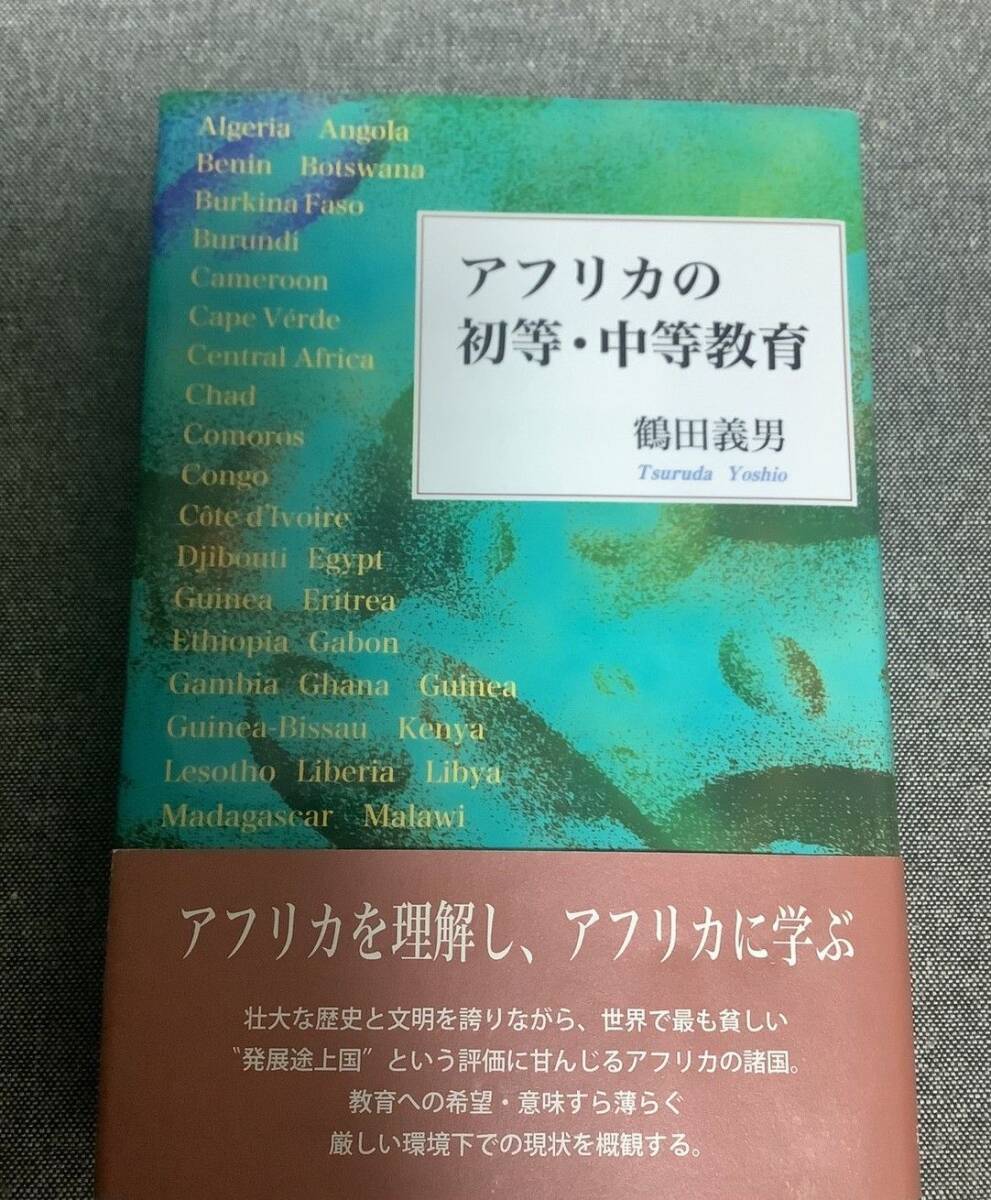 Algeria Angola
Benin Botswana
Burkina Faso
Burundi
Cameroon
Cape Vérde
Central Africa
Chad
Comoros
Congo
Côte d'Ivoire
Djibouti Egypt
Guinea Eritrea
Ethiopia Gabon
Gambia Ghana Guinea
Guinea-Bissau Kenya
Lesotho Liberia Libya
Madagascar Malawi
アフリカの
初等・中等教育
鶴田義男
Tsuruda Yoshio
アフリカを理解し、アフリカに学ぶ
壮大な歴史と文明を誇りながら、世界で最も貧しい
〝発展途上国〟という評価に甘んじるアフリカの諸国。
教育への希望・意味すら薄らぐ
厳しい環境下での現状を概観する。